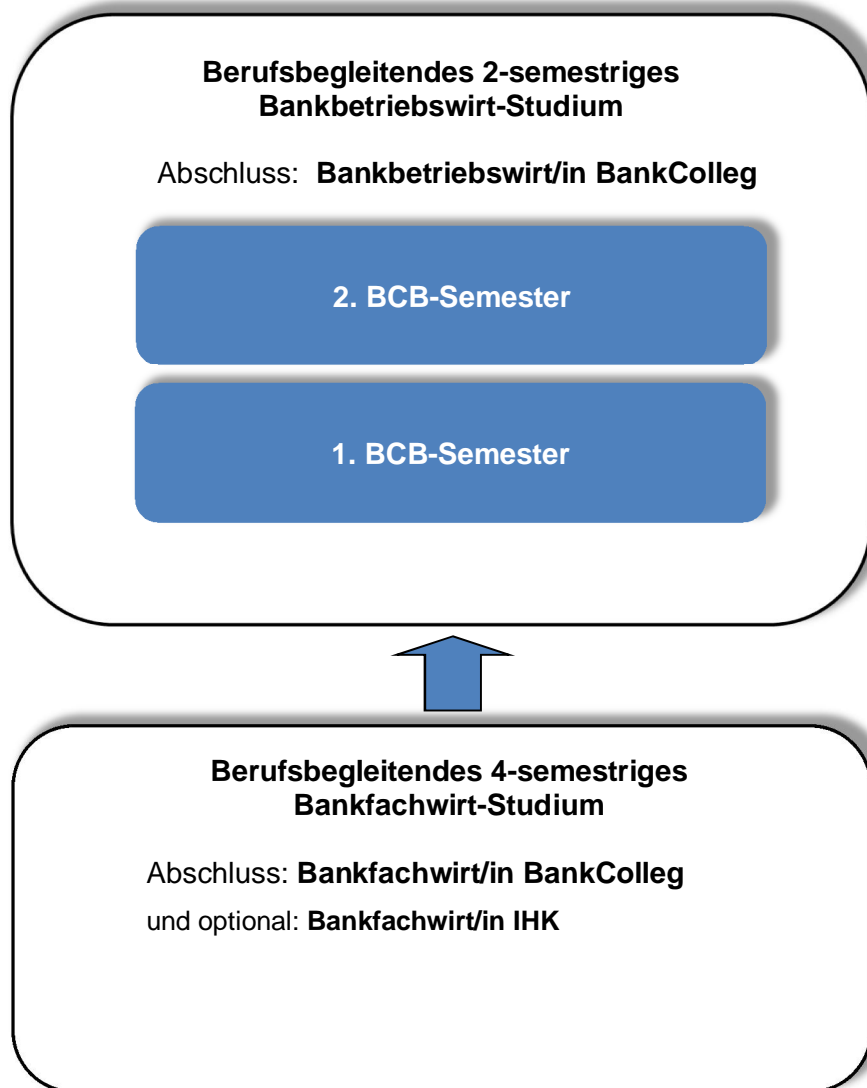 Berufsbegleitendes 2-semestriges
Bankbetriebswirt-Studium
Abschluss: Bankbetriebswirt/in BankColleg
2. BCB-Semester
1. BCB-Semester
Berufsbegleitendes 4-semestriges
Bankfachwirt-Studium
Abschluss: Bankfachwirt/in BankColleg
und optional: Bankfachwirt/in IHK